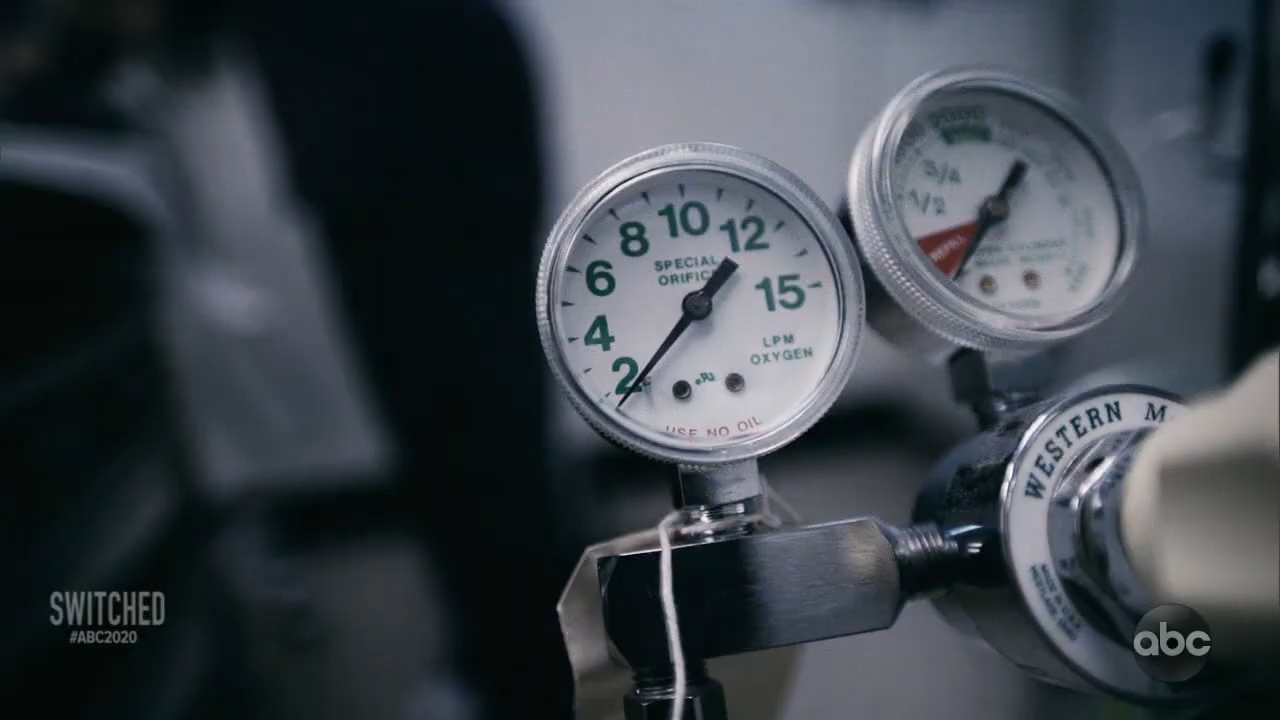 10
8
12
6
SPECIAL
ORIFICE
15
4
LPM
OXYGEN
2
USE NO OIL
3/4
1/2
REFILL
WESTERN M
SWITCHED
#ABC2020
abc